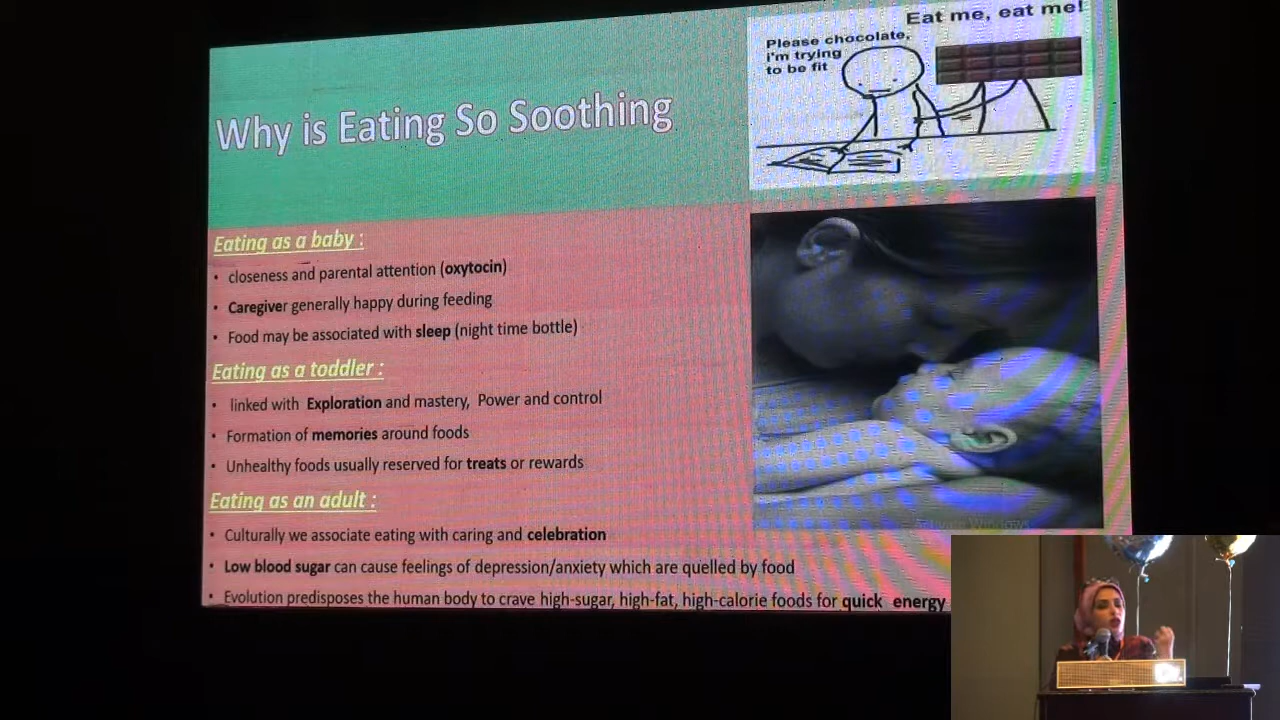 Eat me, eat me!
Please chocolate,
i'm trying
to be fit
Why is Eating So Soothing
Eating as a baby :
• closeness and parental attention (oxytocin)
• Caregiver generally happy during feeding
• Food may be associated with sleep (night time bottle)
Eating as a toddler :
• linked with Exploration and mastery, Power and control
• Formation of memories around foods
• Unhealthy foods usually reserved for treats or rewards
Eating as an adult :
• Culturally we associate eating with caring and celebration
• Low blood sugar can cause feelings of depression/anxiety which are quelled by food
• Evolution predisposes the human body to crave high-sugar, high-fat, high-calorie foods for quick energy